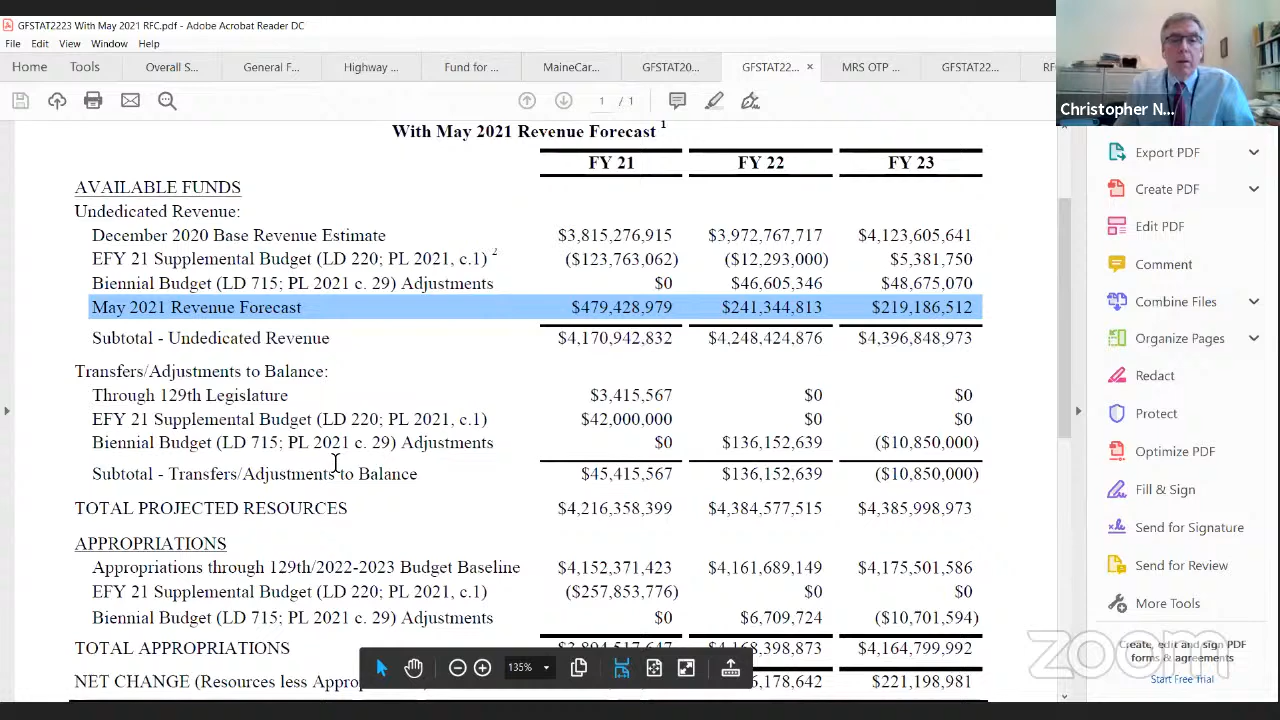 GFSTAT2223 With May 2021 RFC.pdf - Adobe Acrobat Reader DC
File Edit View Window Help
Home Tools Overall S... General F... Highway ... Fund for ... MaineCar... GFSTAT20... GFSTAT22... × MRS OTP ... GFSTAT22...
1 / 1
Christopher N...
With May 2021 Revenue Forecast 1
FY 21 FY 22 FY 23
AVAILABLE FUNDS
Undedicated Revenue:
December 2020 Base Revenue Estimate $3,815,276,915 $3,972,767,717 $4,123,605,641
EFY 21 Supplemental Budget (LD 220; PL 2021, c.1) 2 ($123,763,062) ($12,293,000) $5,381,750
Biennial Budget (LD 715; PL 2021 c. 29) Adjustments $0 $46,605,346 $48,675,070
May 2021 Revenue Forecast $479,428,979 $241,344,813 $219,186,512
Subtotal - Undedicated Revenue $4,170,942,832 $4,248,424,876 $4,396,848,973
Transfers/Adjustments to Balance:
Through 129th Legislature $3,415,567 $0 $0
EFY 21 Supplemental Budget (LD 220; PL 2021, c.1) $42,000,000 $0 $0
Biennial Budget (LD 715; PL 2021 c. 29) Adjustments $0 $136,152,639 ($10,850,000)
Subtotal - Transfers/Adjustments to Balance $45,415,567 $136,152,639 ($10,850,000)
TOTAL PROJECTED RESOURCES $4,216,358,399 $4,384,577,515 $4,385,998,973
APPROPRIATIONS
Appropriations through 129th/2022-2023 Budget Baseline $4,152,371,423 $4,161,689,149 $4,175,501,586
EFY 21 Supplemental Budget (LD 220; PL 2021, c.1) ($257,853,776) $0 $0
Biennial Budget (LD 715; PL 2021 c. 29) Adjustments $0 $6,709,724 ($10,701,594)
TOTAL APPROPRIATIONS $4,164,799,992
NET CHANGE (Resources less $221,198,981
135%
Export PDF
Create PDF
Edit PDF
Comment
Combine Files
Organize Pages
Redact
Protect
Optimize PDF
Fill & Sign
Send for Signature
Send for Review
More Tools
Create, edit and sign PDF
forms & agreements
Start Free Trial
zoom